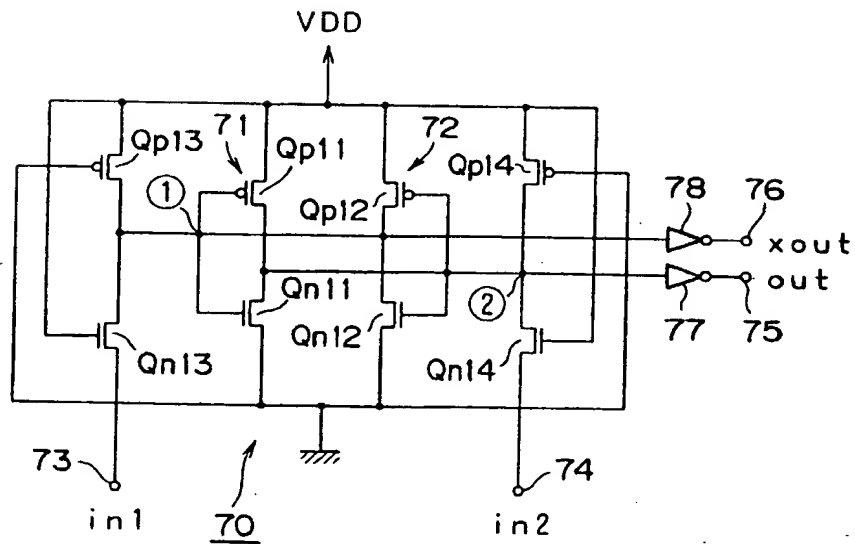 VDD
Qp13
71
Qp11
72
Qp12
Qp14
78
76
①
xout
②
out
Qn11
Qn12
77
75
Qn13
Qn14
73
74
in1
70
in2